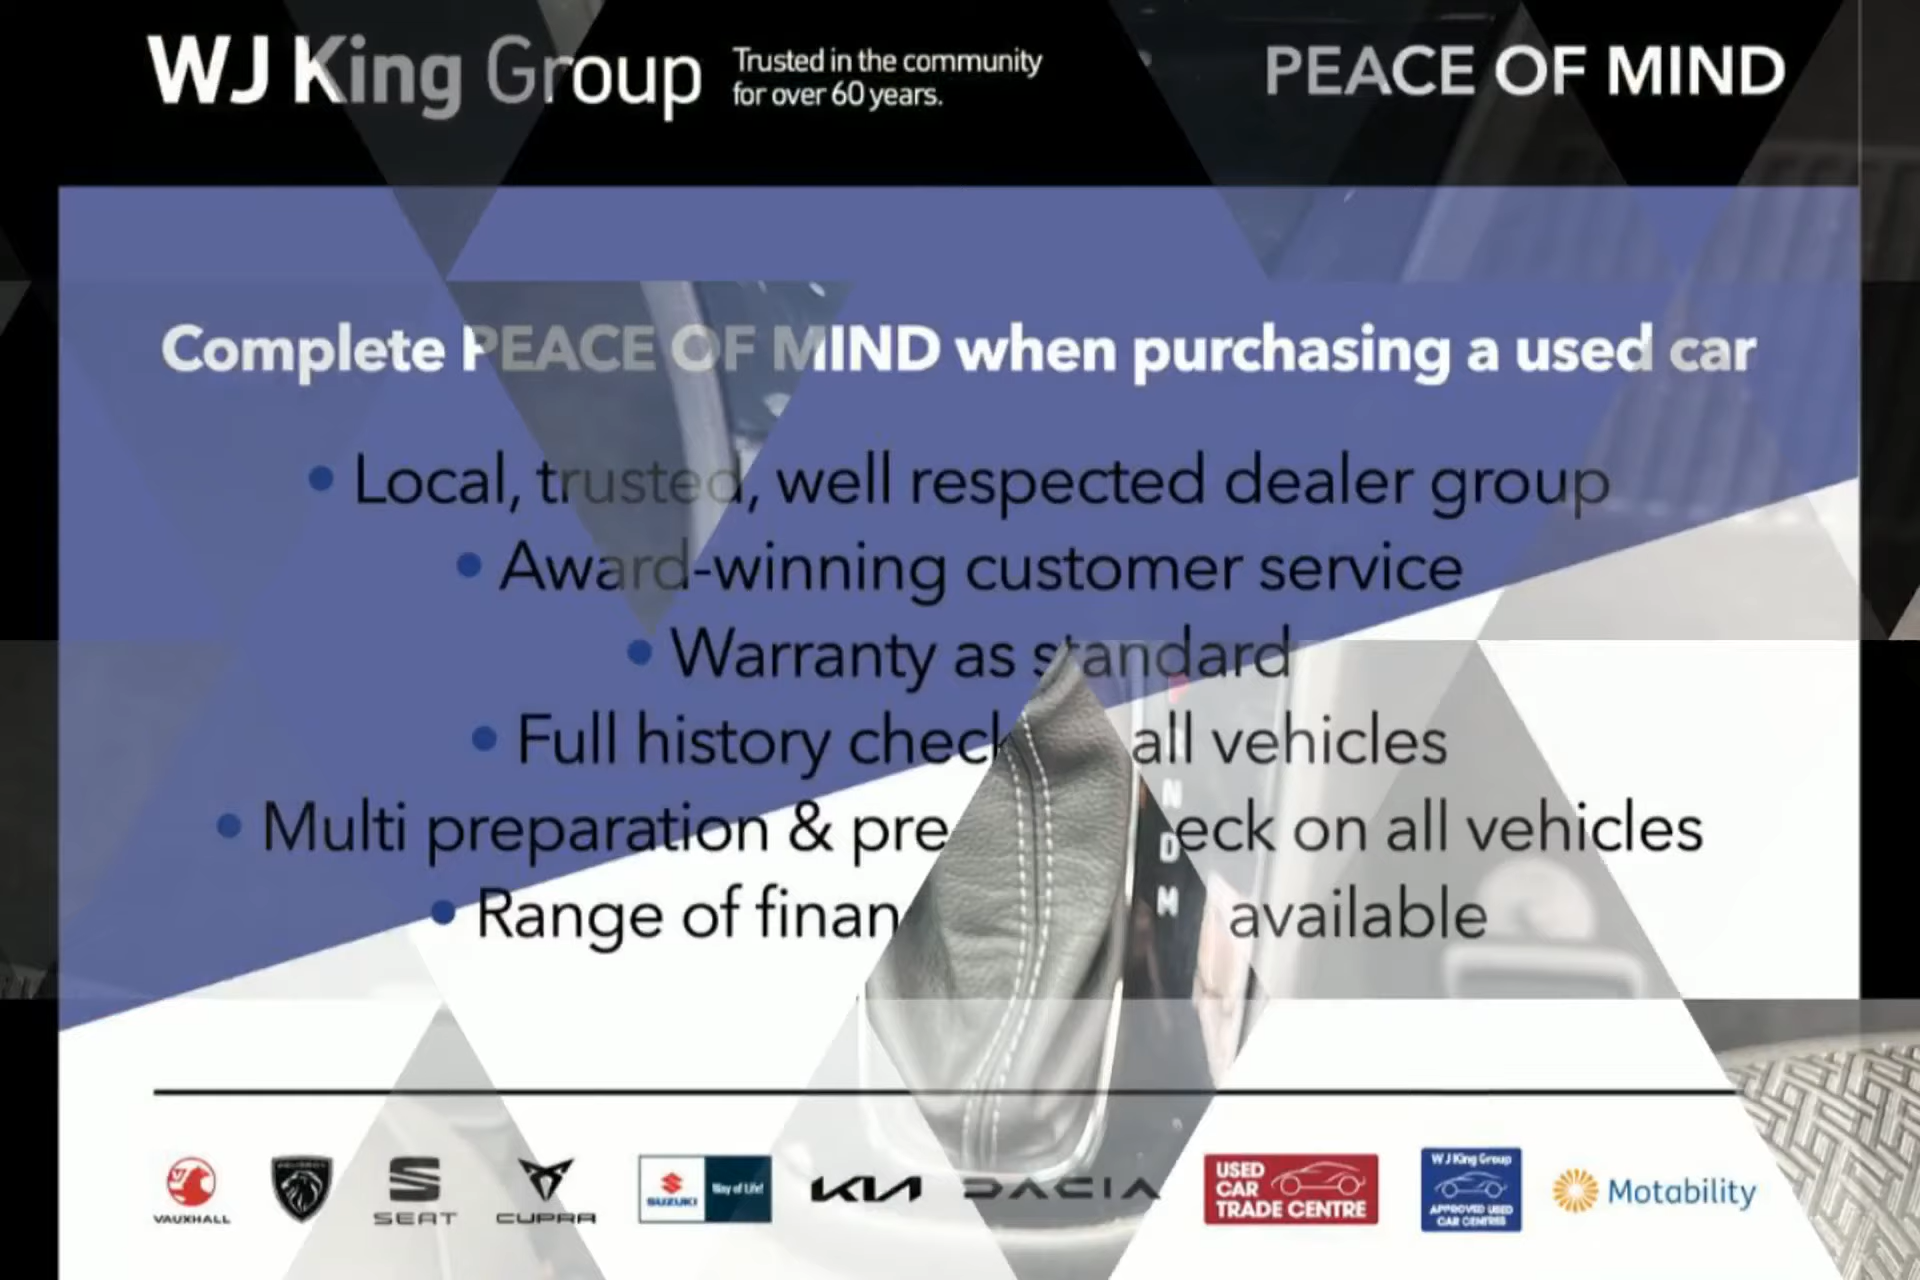 WJ King Group
Trusted in the community
for over 60 years.
PEACE OF MIND
Complete PEACE OF MIND when purchasing a used car
• Local, trusted, well respected dealer group
• Award-winning customer service
• Warranty as standard
• Full history check all vehicles
• Multi preparation & pre eck on all vehicles
• Range of finan available
N
D
M
VAUXHALL
PEUGEOT
SEAT
CUPRA
SUZUKI
Way of Life!
KIA
DACIA
USED
CAR
TRADE CENTRE
WJ King Group
APPROVED USED
CAR CENTRES
Motability